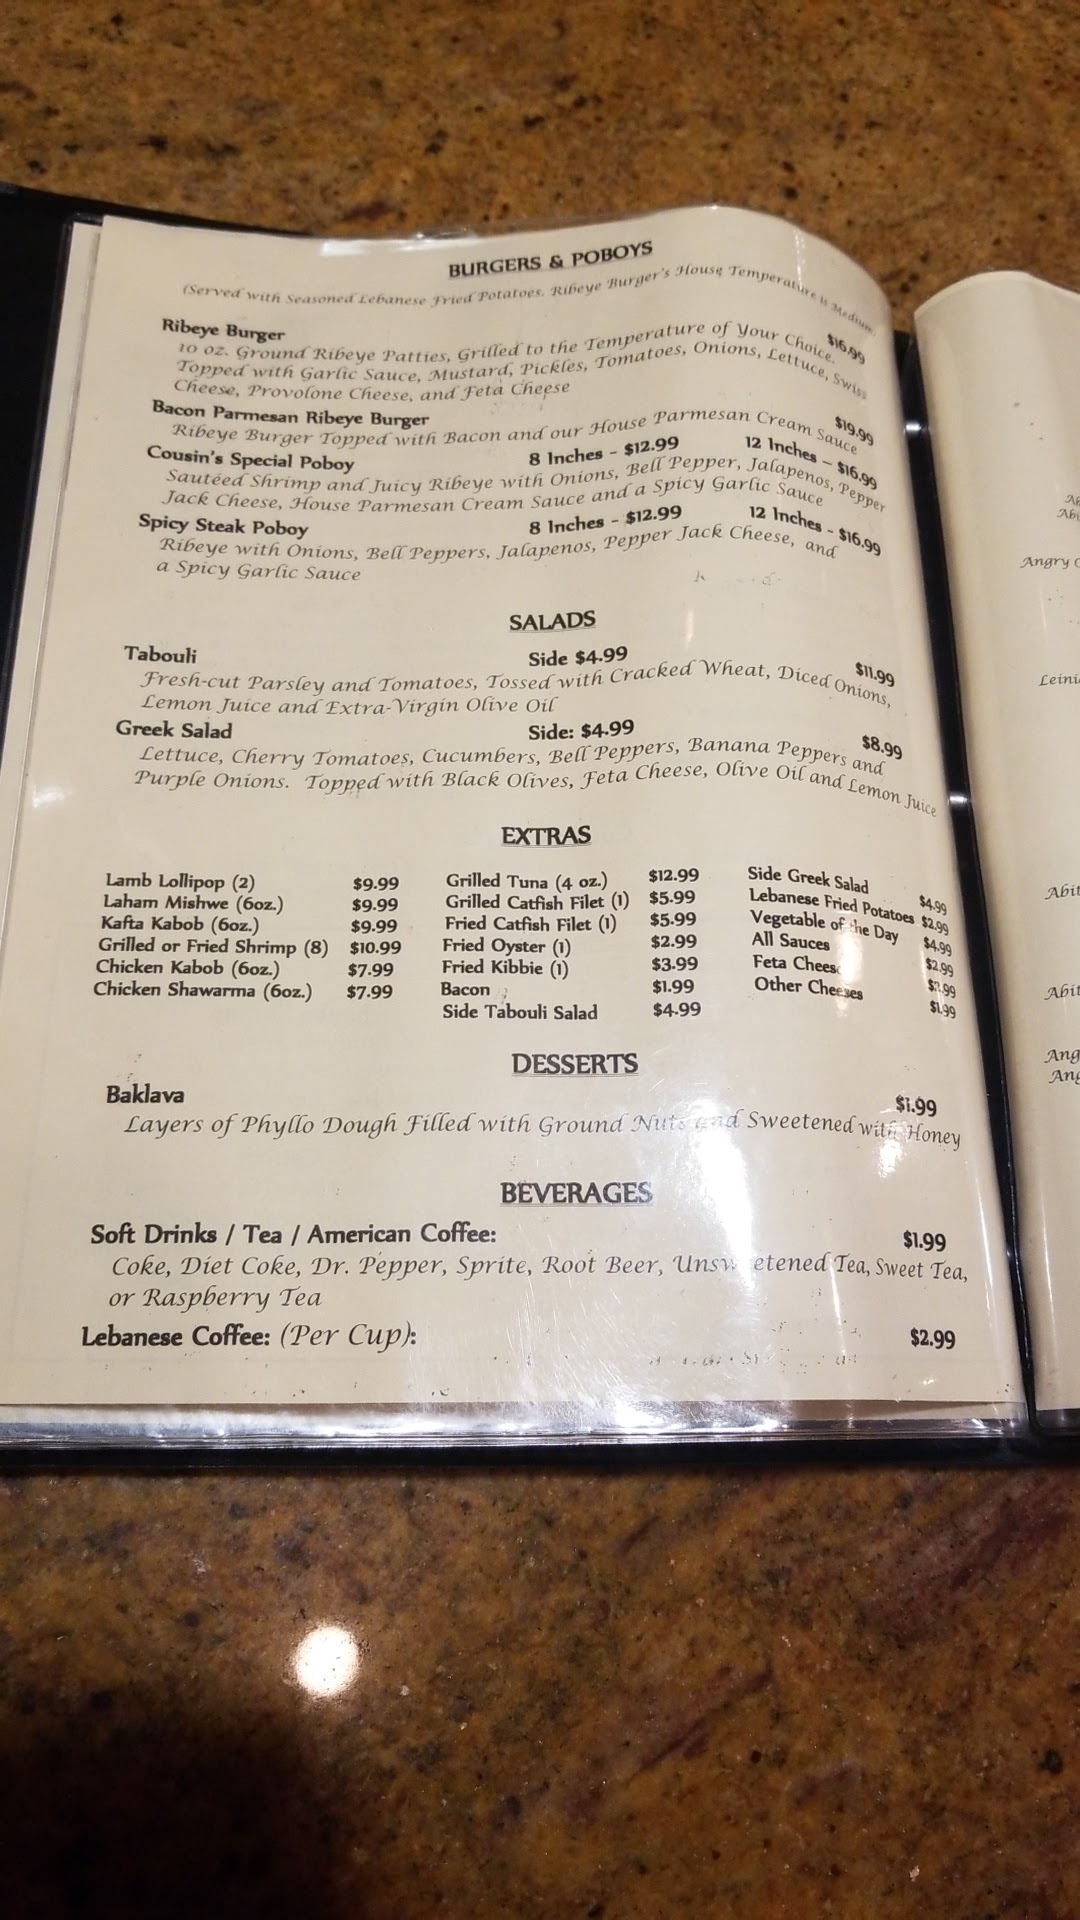 BURGERS & POBOYS
(Served with Seasoned Lebanese Fried Potatoes. Ribeye Burger's House Temperature is Medium.
Ribeye Burger $16.99
10 oz. Ground Ribeye Patties, Grilled to the Temperature of Your Choice.
Topped with Garlic Sauce, Mustard, Pickles, Tomatoes, Onions, Lettuce, Swiss
Cheese, Provolone Cheese, and Feta Cheese
Bacon Parmesan Ribeye Burger $19.99
Ribeye Burger Topped with Bacon and our House Parmesan Cream Sauce
Cousin's Special Poboy 8 Inches - $12.99 12 Inches - $16.99
Sautéed Shrimp and Juicy Ribeye with Onions, Bell Pepper, Jalapenos, Pepper
Jack Cheese, House Parmesan Cream Sauce and a Spicy Garlic Sauce
Spicy Steak Poboy 8 Inches - $12.99 12 Inches - $16.99
Ribeye with Onions, Bell Peppers, Jalapenos, Pepper Jack Cheese, and
a Spicy Garlic Sauce
SALADS
Tabouli Side $4.99 $11.99
Fresh-cut Parsley and Tomatoes, Tossed with Cracked Wheat, Diced Onions,
Lemon Juice and Extra-Virgin Olive Oil
Greek Salad Side: $4.99 $8.99
Lettuce, Cherry Tomatoes, Cucumbers, Bell Peppers, Banana Peppers and
Purple Onions. Topped with Black Olives, Feta Cheese, Olive Oil and Lemon Juice
EXTRAS
Lamb Lollipop (2) $9.99
Laham Mishwe (6oz.) $9.99
Kafta Kabob (6oz.) $9.99
Grilled or Fried Shrimp (8) $10.99
Chicken Kabob (6oz.) $7.99
Chicken Shawarma (6oz.) $7.99
Grilled Tuna (4 oz.) $12.99
Grilled Catfish Filet (1) $5.99
Fried Catfish Filet (1) $5.99
Fried Oyster (1) $2.99
Fried Kibbie (1) $3.99
Bacon $1.99
Side Tabouli Salad $4.99
Side Greek Salad $4.99
Lebanese Fried Potatoes $2.99
Vegetable of the Day $4.99
All Sauces $2.99
Feta Cheese
Other Cheeses $1.99
DESSERTS
Baklava $1.99
Layers of Phyllo Dough Filled with Ground Nuts and Sweetened with Honey
BEVERAGES
Soft Drinks / Tea / American Coffee: $1.99
Coke, Diet Coke, Dr. Pepper, Sprite, Root Beer, Unsweetened Tea, Sweet Tea,
or Raspberry Tea
Lebanese Coffee: (Per Cup): $2.99
Angry